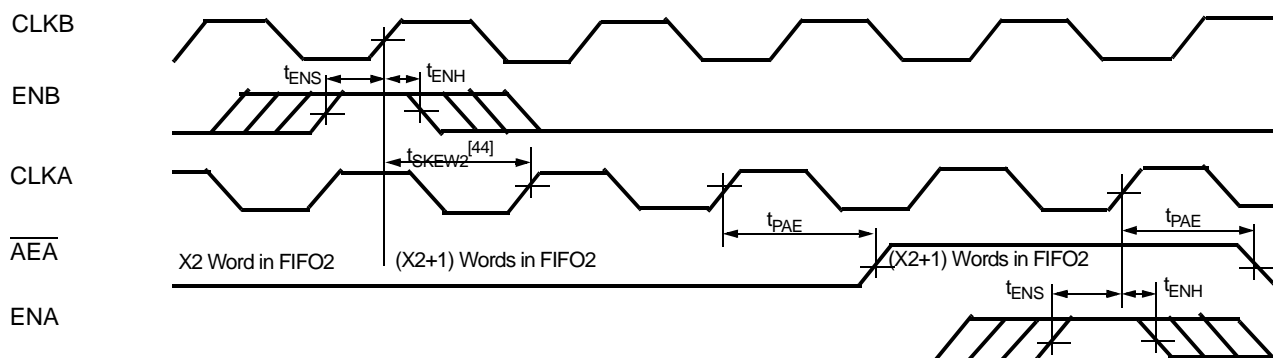 CLKB
tENS
tENH
ENB
tSKEW2[44]
CLKA
tPAE
tPAE
AEA
X2 Word in FIFO2
(X2+1) Words in FIFO2
(X2+1) Words in FIFO2
tENS
tENH
ENA